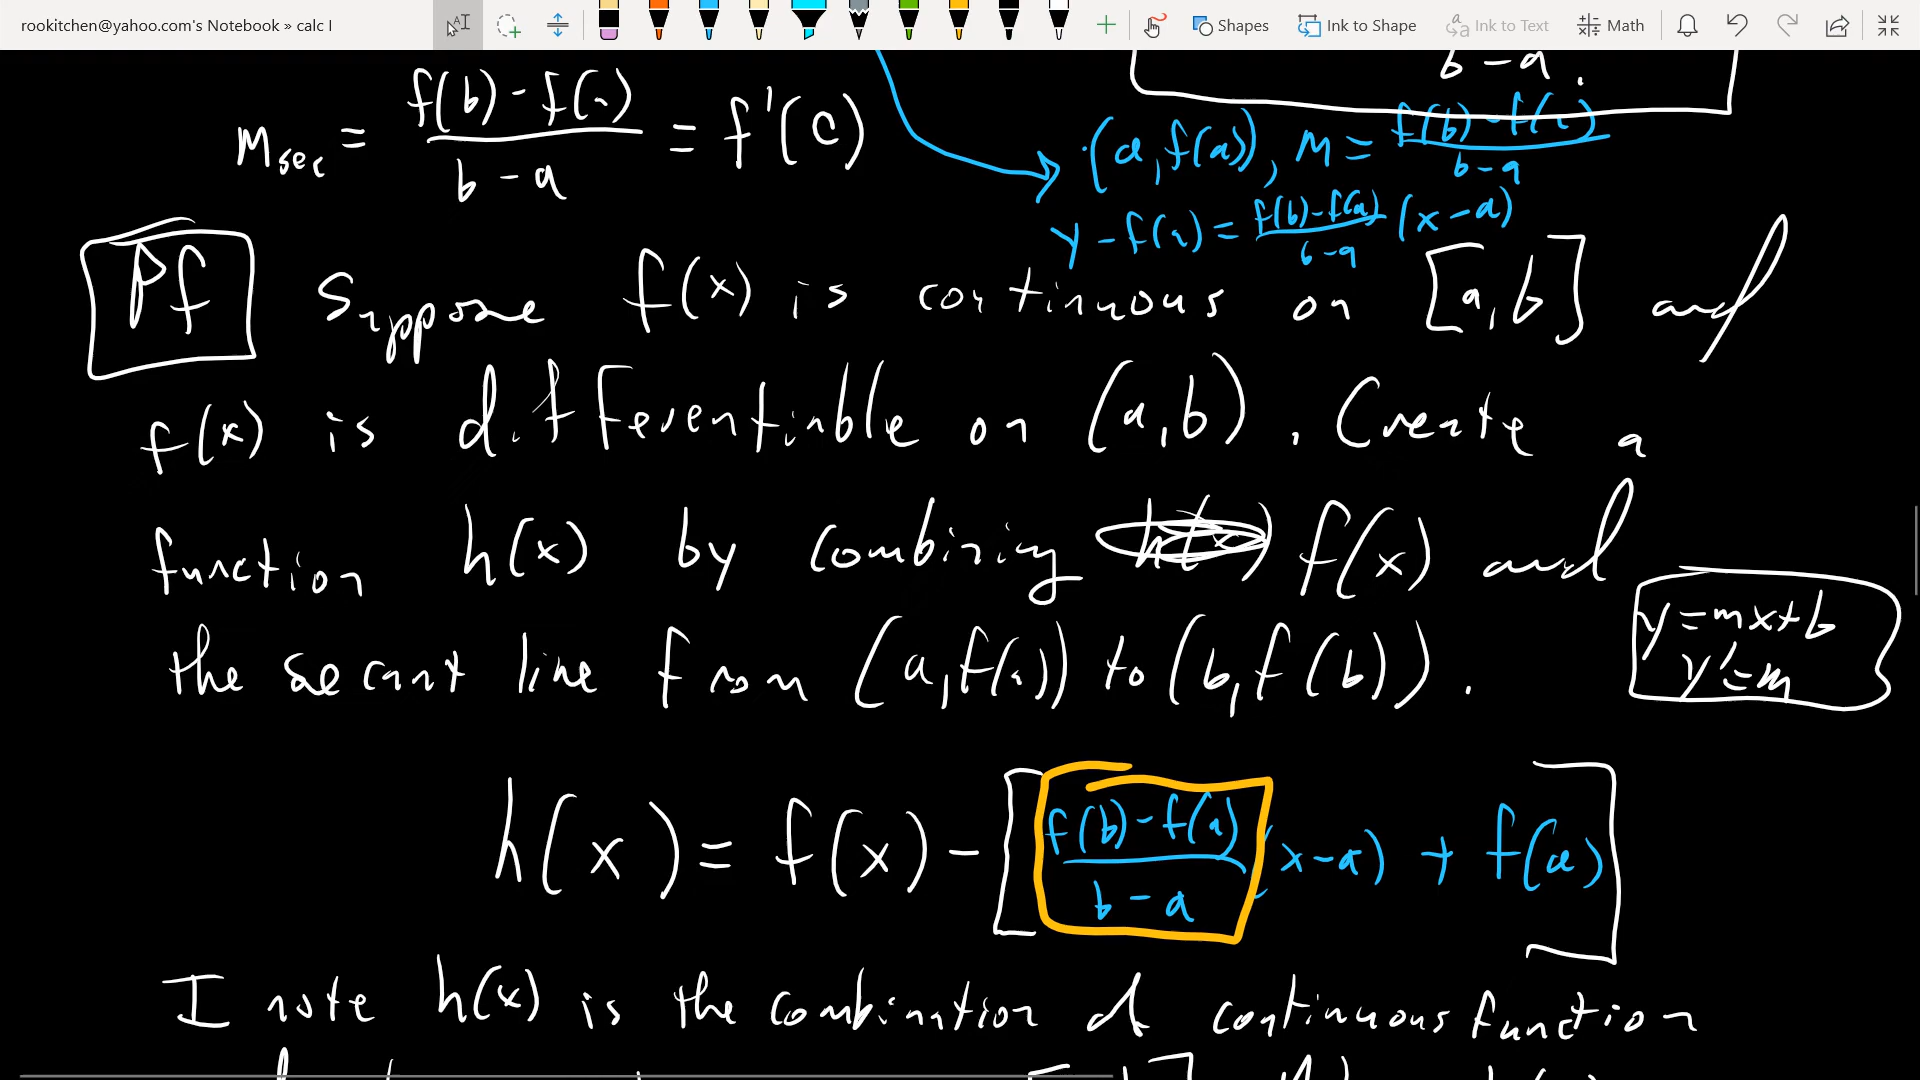 rookitchen@yahoo.com's Notebook » calc I
Shapes Ink to Shape Ink to Text Math
b - a .
m sec = f(b) - f(a) / b - a = f'(c)
(a, f(a)), m = f(b) - f(a) / b - a
y - f(a) = f(b) - f(a) / b - a (x - a)
Pf Suppose f(x) is continuous on [a, b] and
f(x) is differentiable on (a, b). Create a
function h(x) by combining f(x) and
the secant line from (a, f(a)) to (b, f(b)).
y = mx + b
y' = m
h(x) = f(x) - [ f(b) - f(a) / b - a (x - a) + f(a) ]
I note h(x) is the combination of continuous function